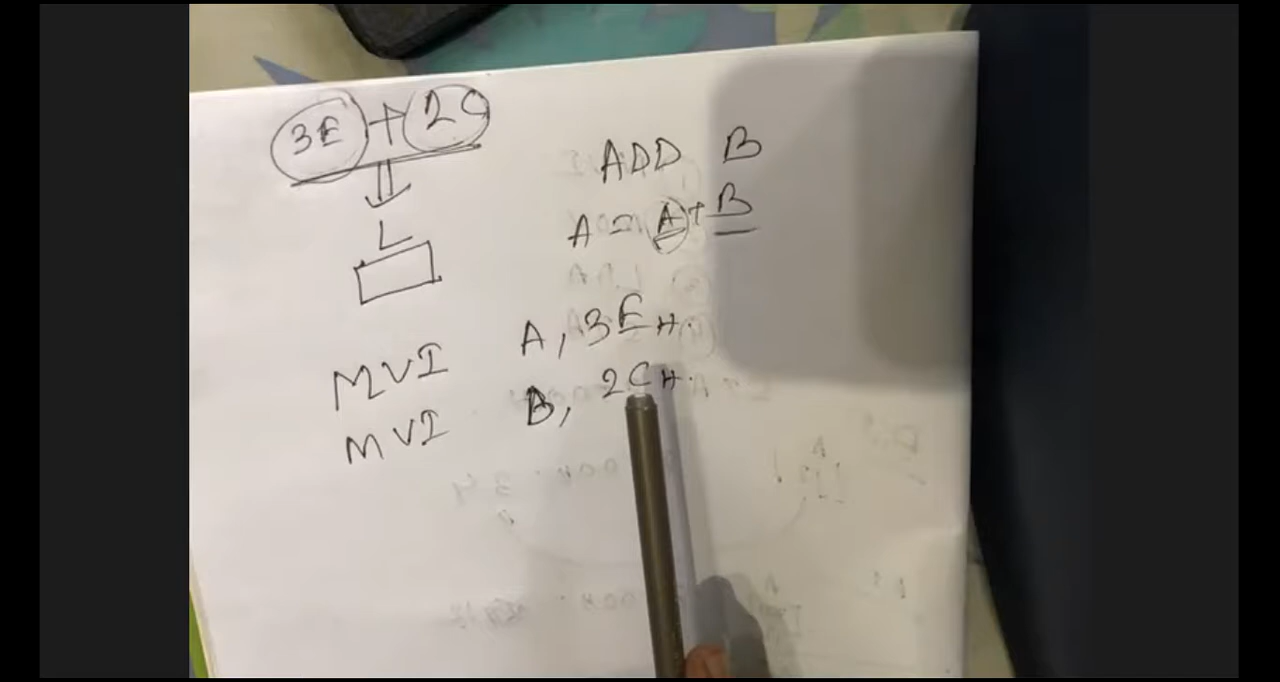 3E + 2C
ADD B
A = A + B
L
MVI A, 3EH.
MVI B, 2CH.